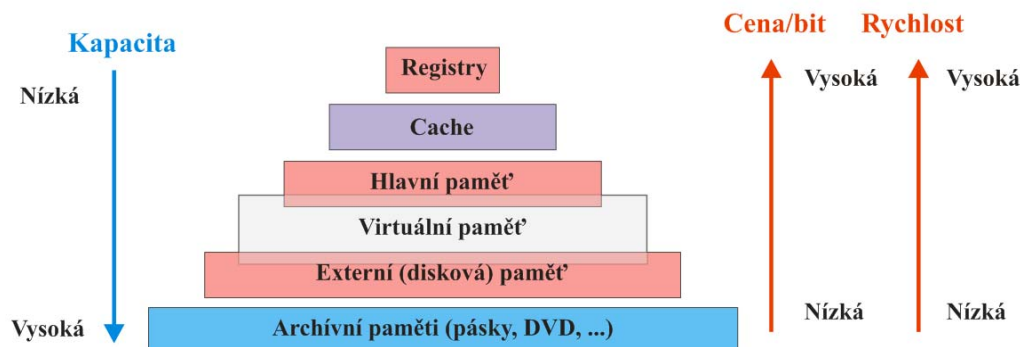 Kapacita
Cena/bit
Rychlost
Nízká
Vysoká
Vysoká
Registry
Cache
Hlavní paměť
Virtuální paměť
Externí (disková) paměť
Archívní paměti (pásky, DVD, ...)
Vysoká
Nízká
Nízká